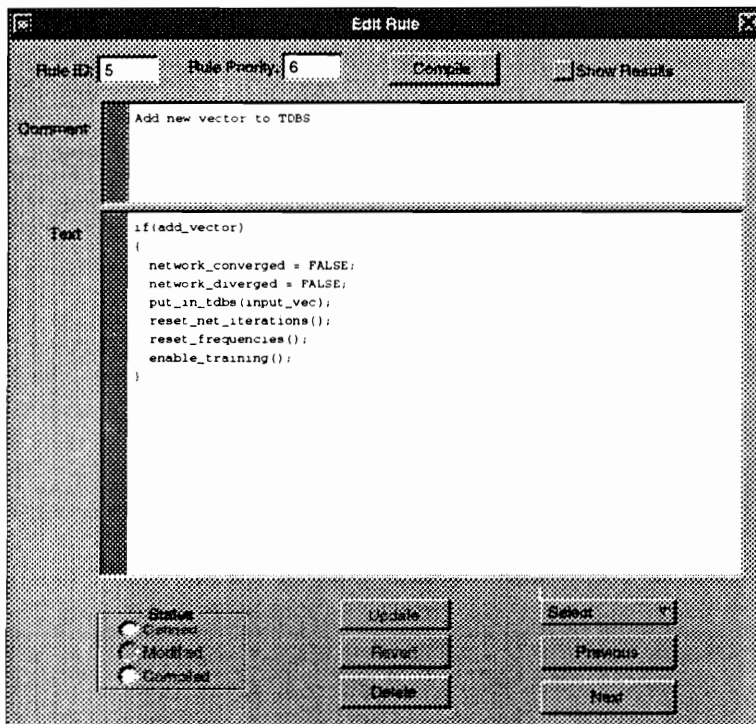 Edit Rule
Rule ID: 5 Rule Priority: 6 Compile Show Results
Comment
Add new vector to TDBS
Text
if(add_vector)
{
network_converged = FALSE;
network_diverged = FALSE;
put_in_tdbs(input_vec);
reset_net_iterations();
reset_frequencies();
enable_training();
}
Status
Defined
Modified
Compiled
Update
Revert
Delete
Select
Previous
Next